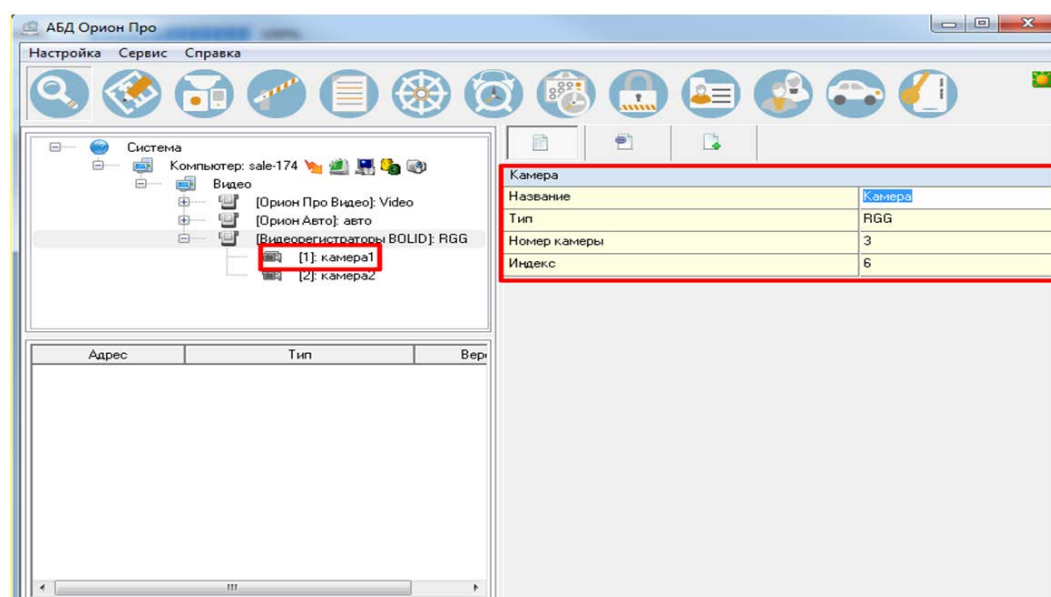 АБД Орион Про
Настройка Сервис Справка
Система
Компьютер: sale-174
Видео
[Орион Про Видео]: Video
[Орион Авто]: авто
[Видеорегистраторы BOLID]: RGG
[1]: камера1
[2]: камера2
Адрес Тип Верс
Камера
Название Камера
Тип RGG
Номер камеры 3
Индекс 6